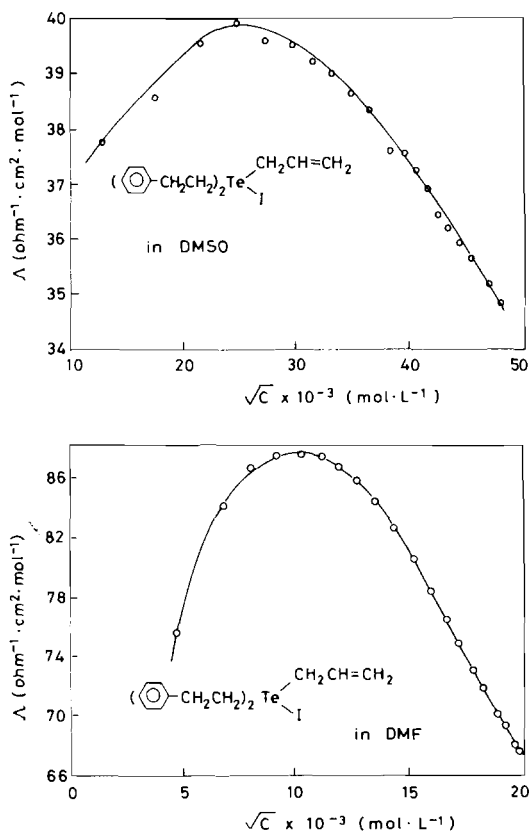 40
39
38
37
36
35
34
Λ (ohm⁻¹·cm²·mol⁻¹)
CH₂CH=CH₂
( –CH₂CH₂)₂Te
I
in DMSO
10 20 30 40 50
√C x 10⁻³ (mol·L⁻¹)
86
82
78
74
70
66
Λ (ohm⁻¹·cm²·mol⁻¹)
CH₂CH=CH₂
( –CH₂CH₂)₂ Te
I
in DMF
0 5 10 15 20
√C x 10⁻³ (mol·L⁻¹)